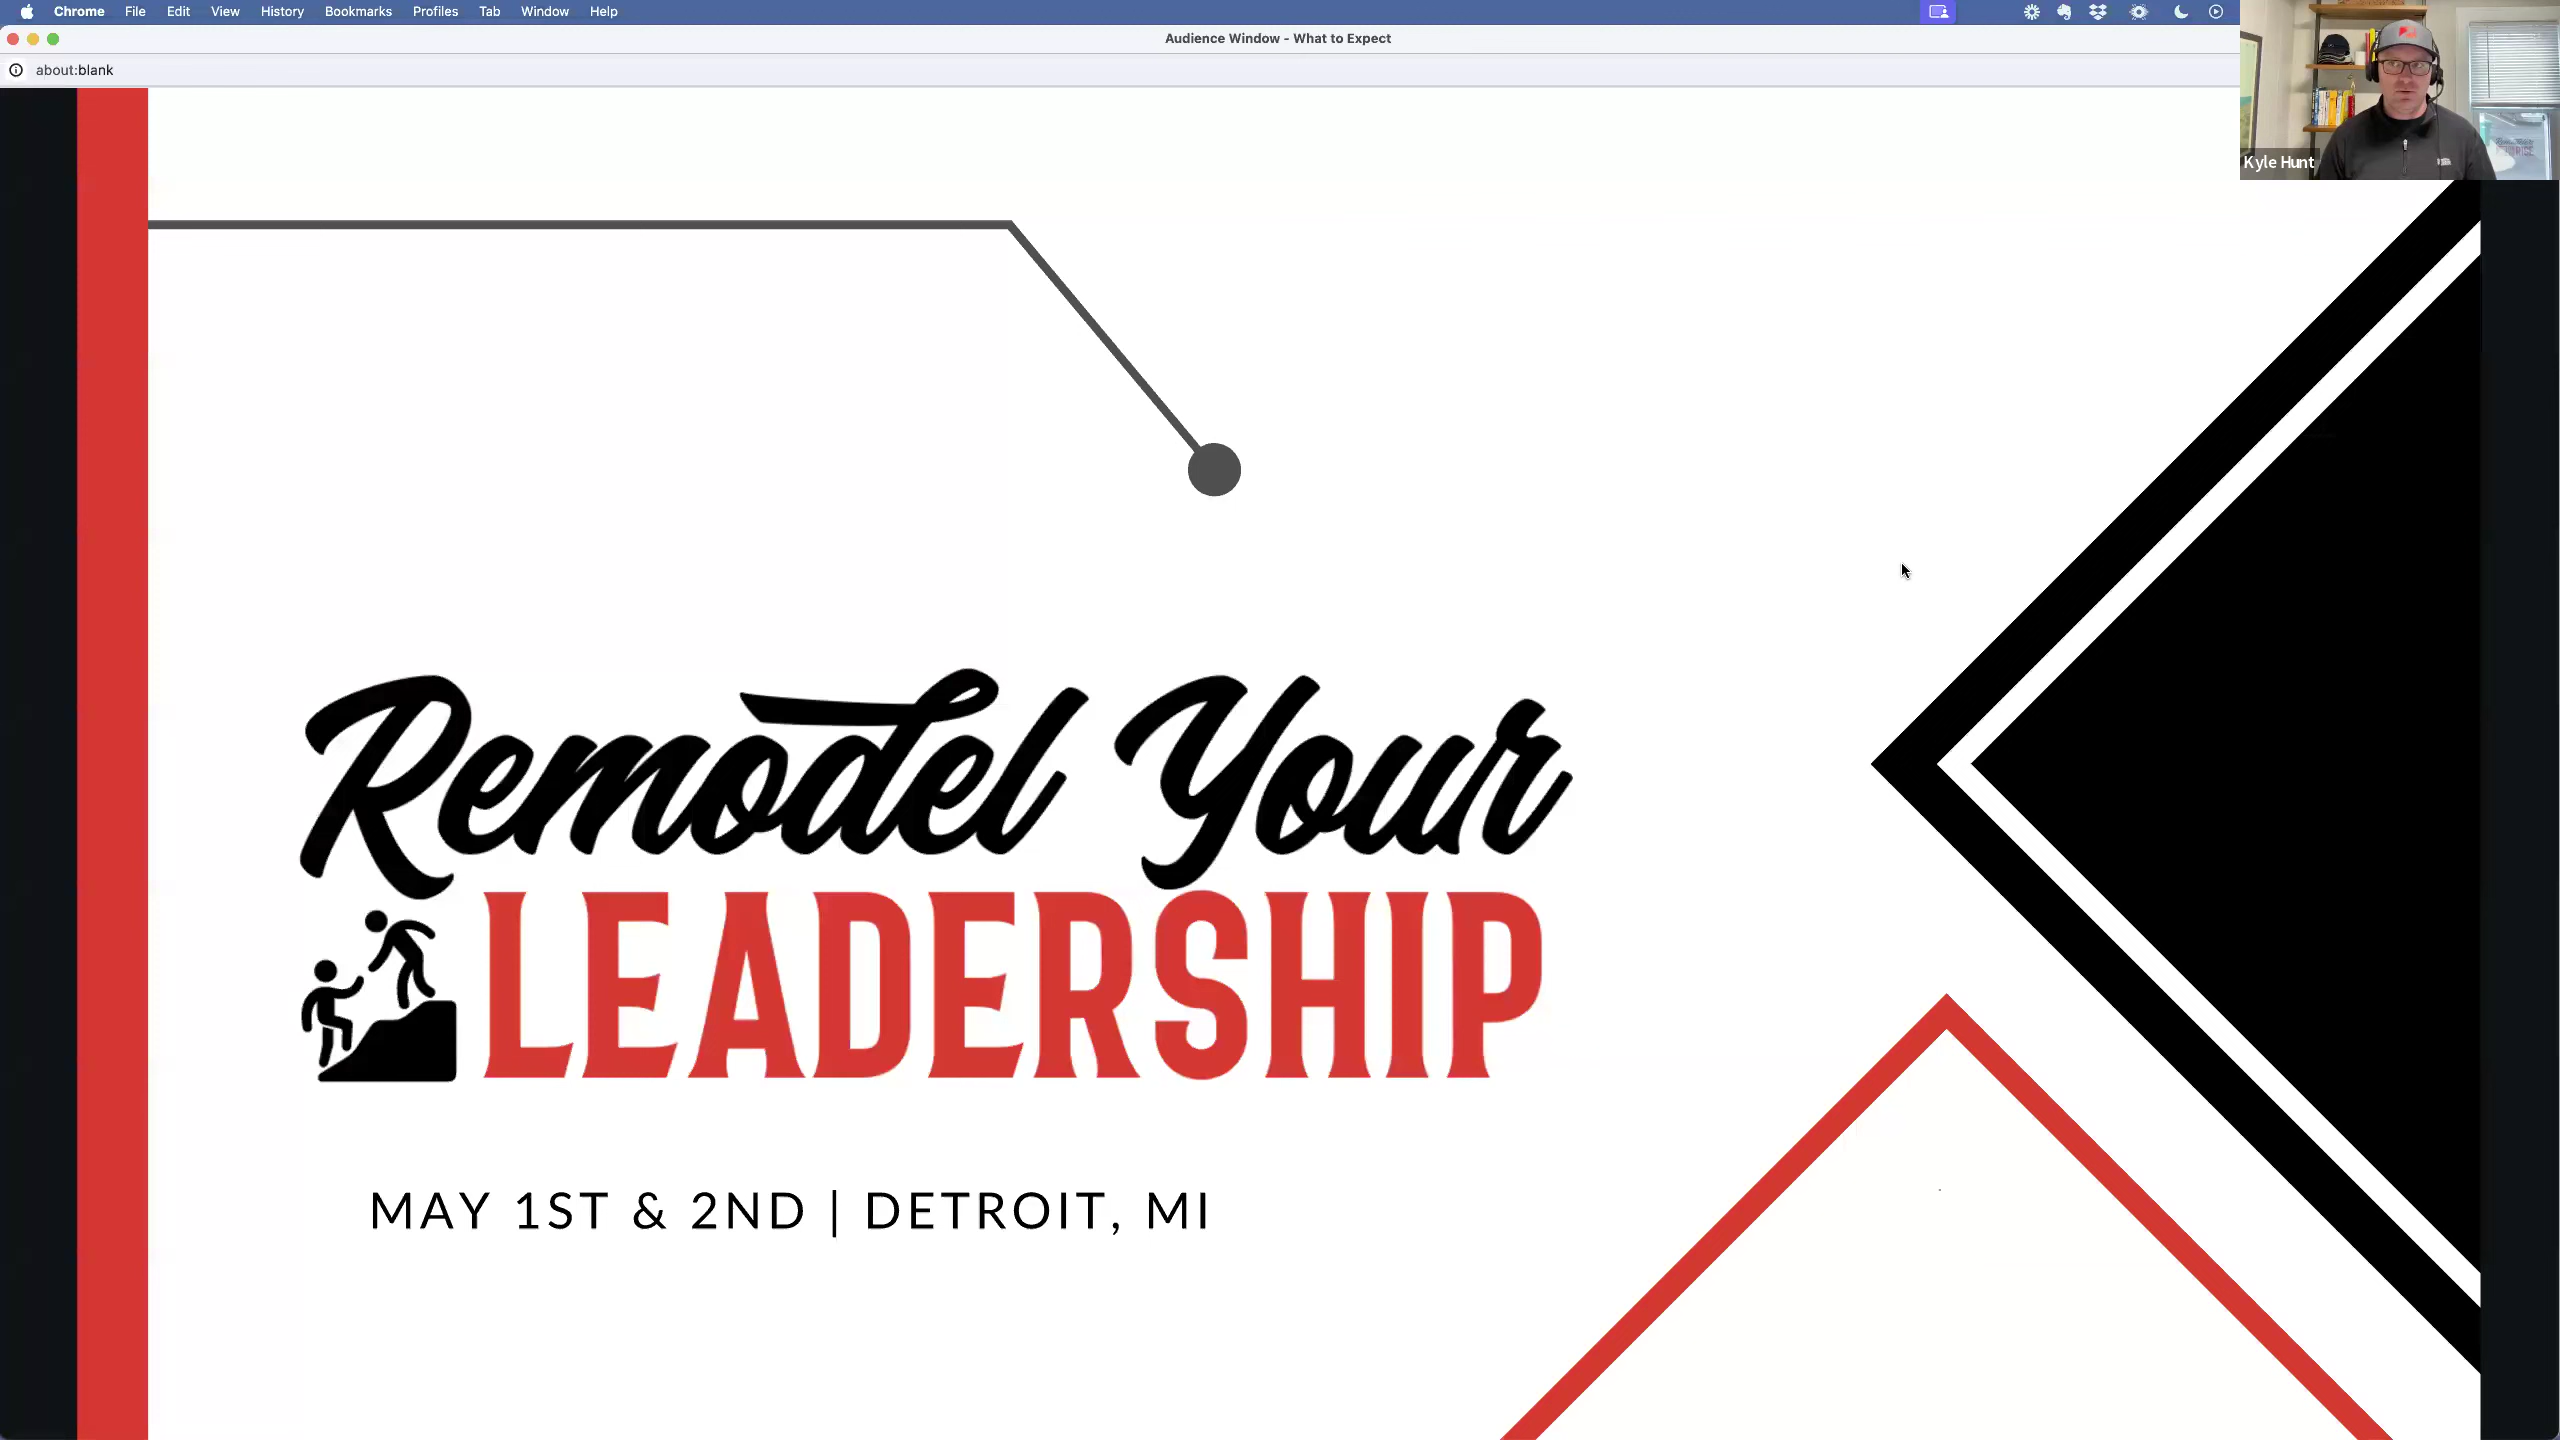 Chrome File Edit View History Bookmarks Profiles Tab Window Help
Audience Window - What to Expect
about:blank
Kyle Hunt
Remodel Your
LEADERSHIP
MAY 1ST & 2ND | DETROIT, MI